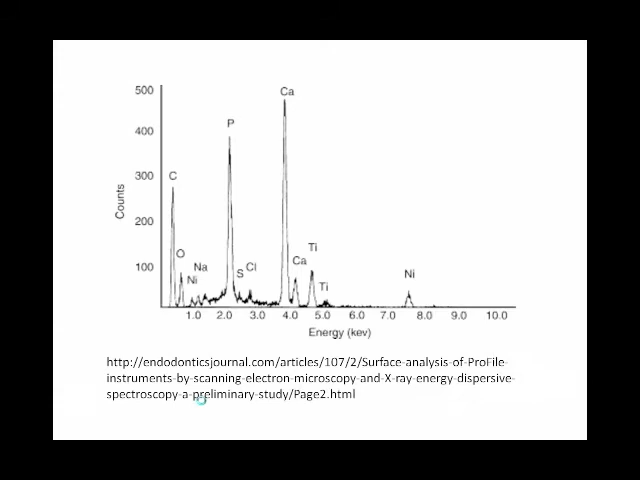 500
Ca
400
P
300
C
Counts
200
Ti
O
Na
S
Cl
Ca
Ni
Ti
Ni
100
1.0 2.0 3.0 4.0 5.0 6.0 7.0 8.0 9.0 10.0
Energy (kev)
http://endodonticsjournal.com/articles/107/2/Surface-analysis-of-ProFile-
instruments-by-scanning-electron-microscopy-and-X-ray-energy-dispersive-
spectroscopy-a-preliminary-study/Page2.html